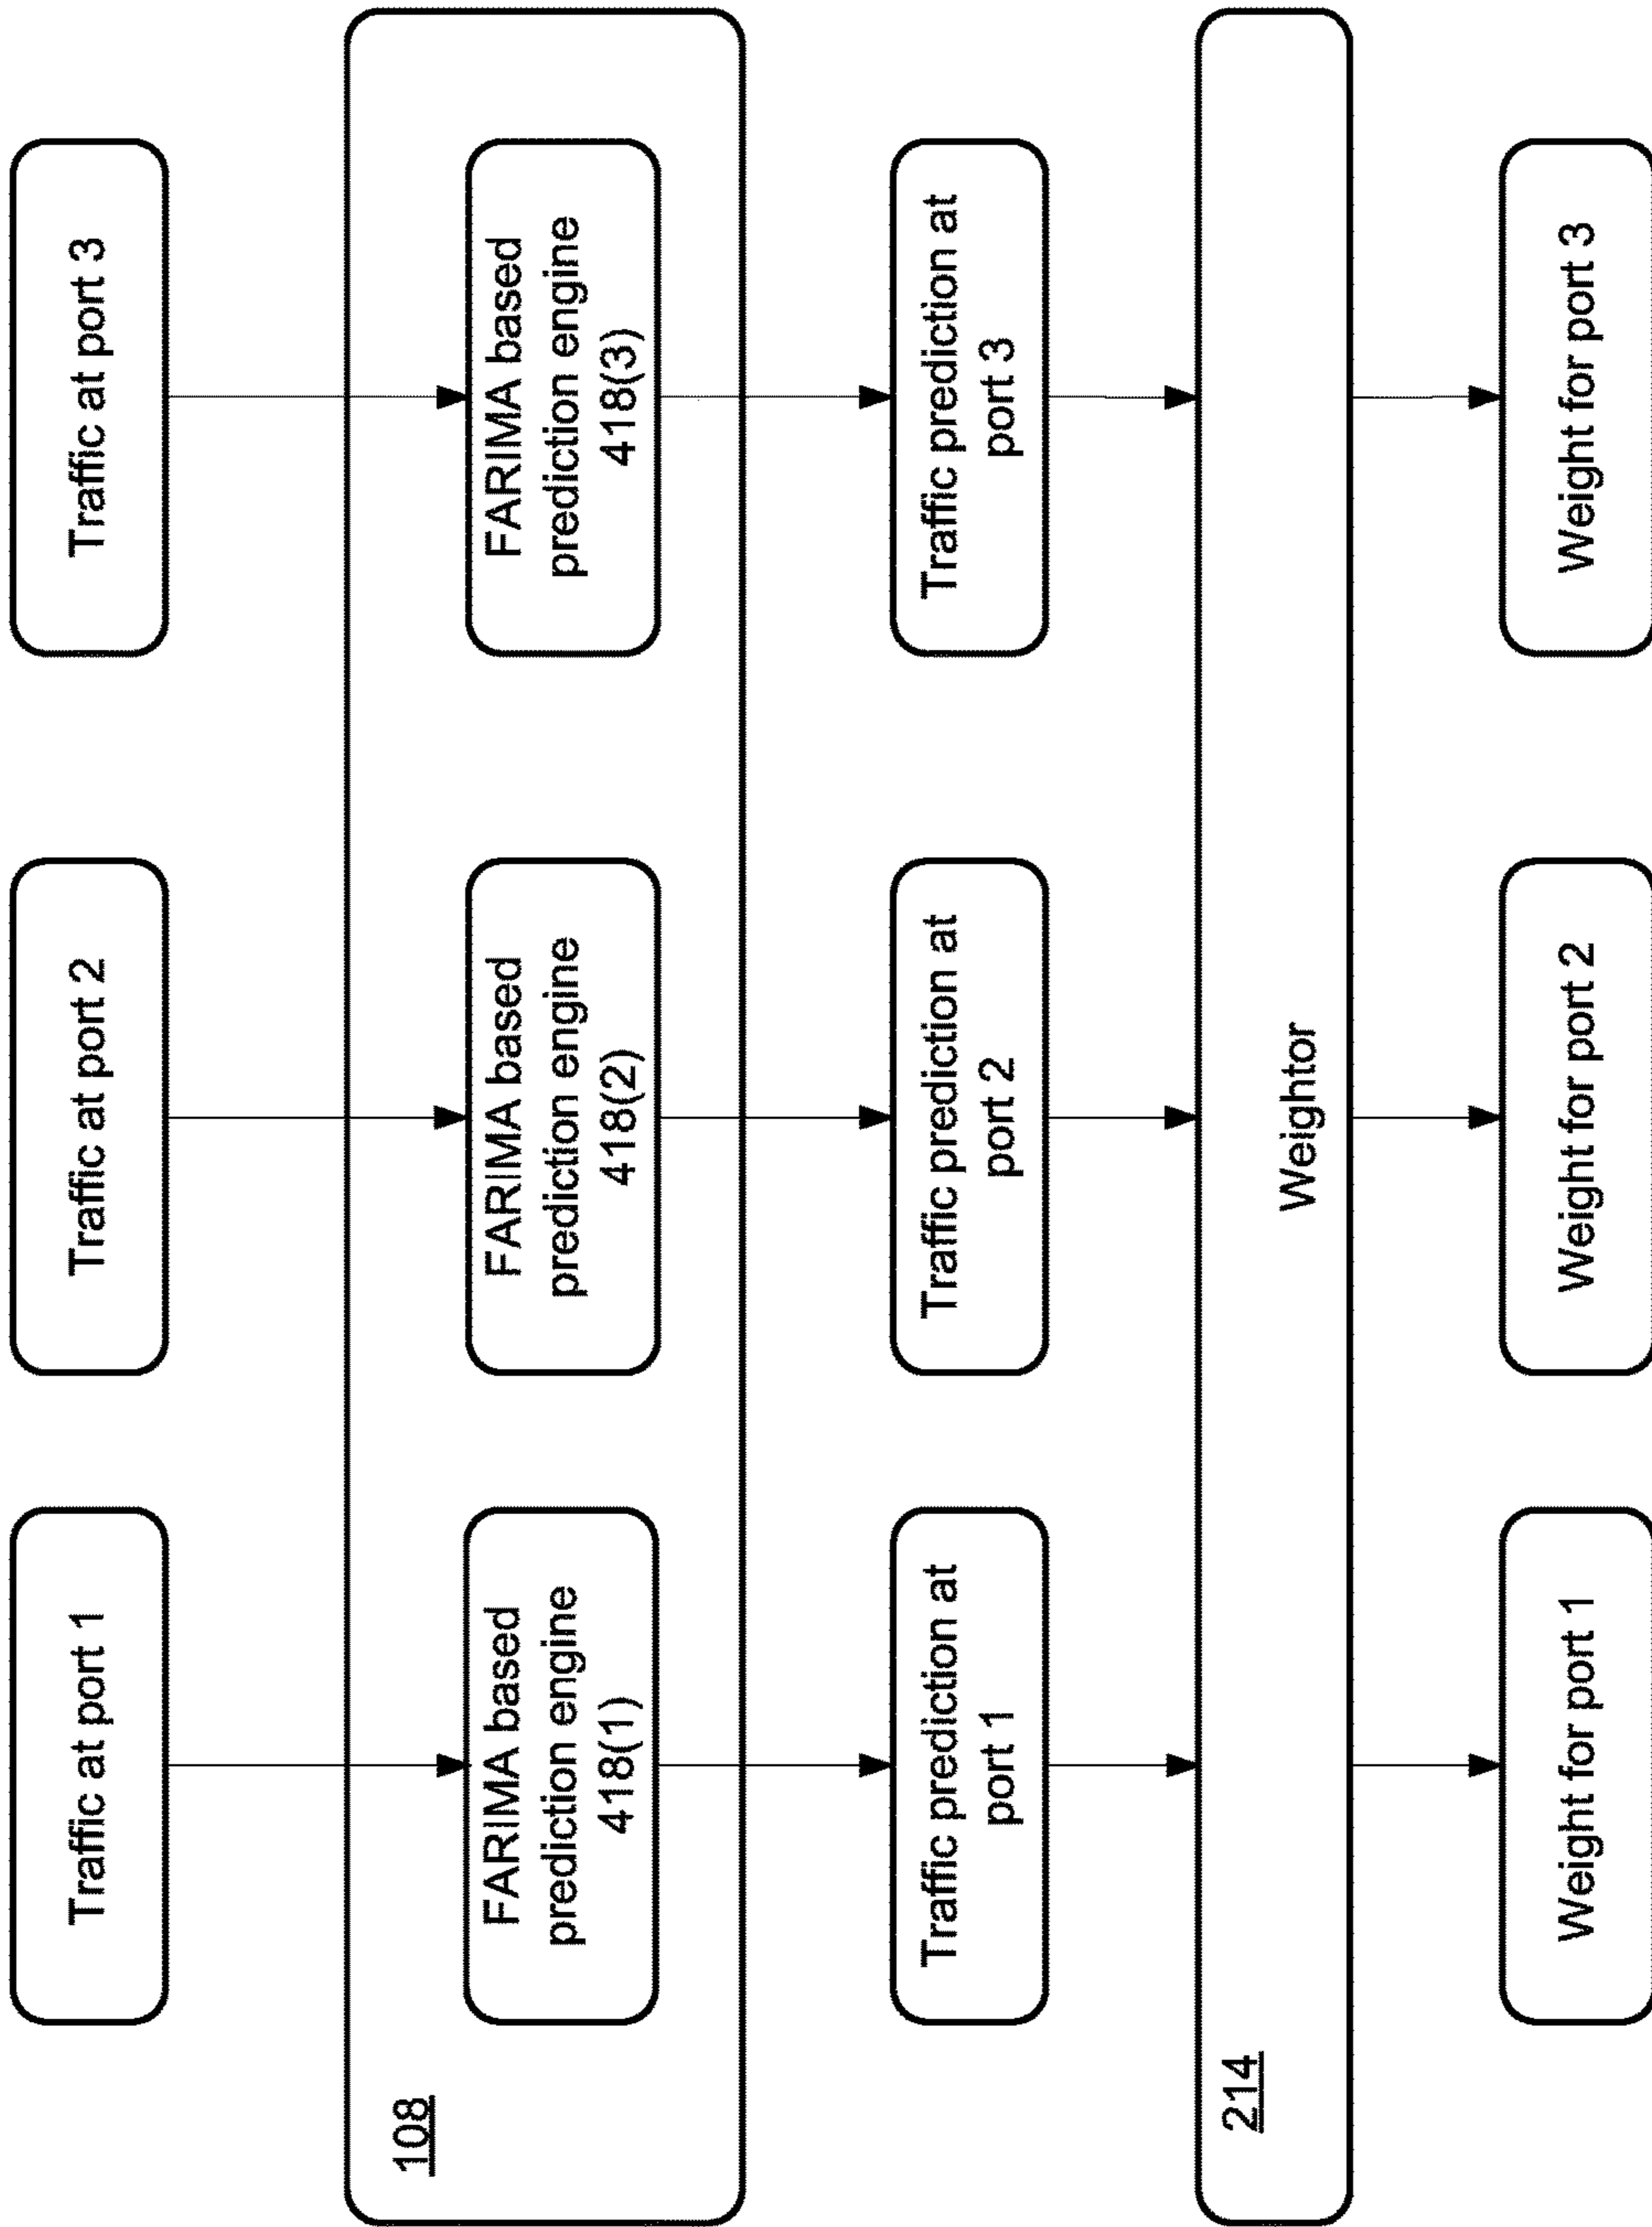 Traffic at port 1
Traffic at port 2
Traffic at port 3
108
FARIMA based
prediction engine
418(1)
FARIMA based
prediction engine
418(2)
FARIMA based
prediction engine
418(3)
Traffic prediction at
port 1
Traffic prediction at
port 2
Traffic prediction at
port 3
214
Weightor
Weight for port 1
Weight for port 2
Weight for port 3